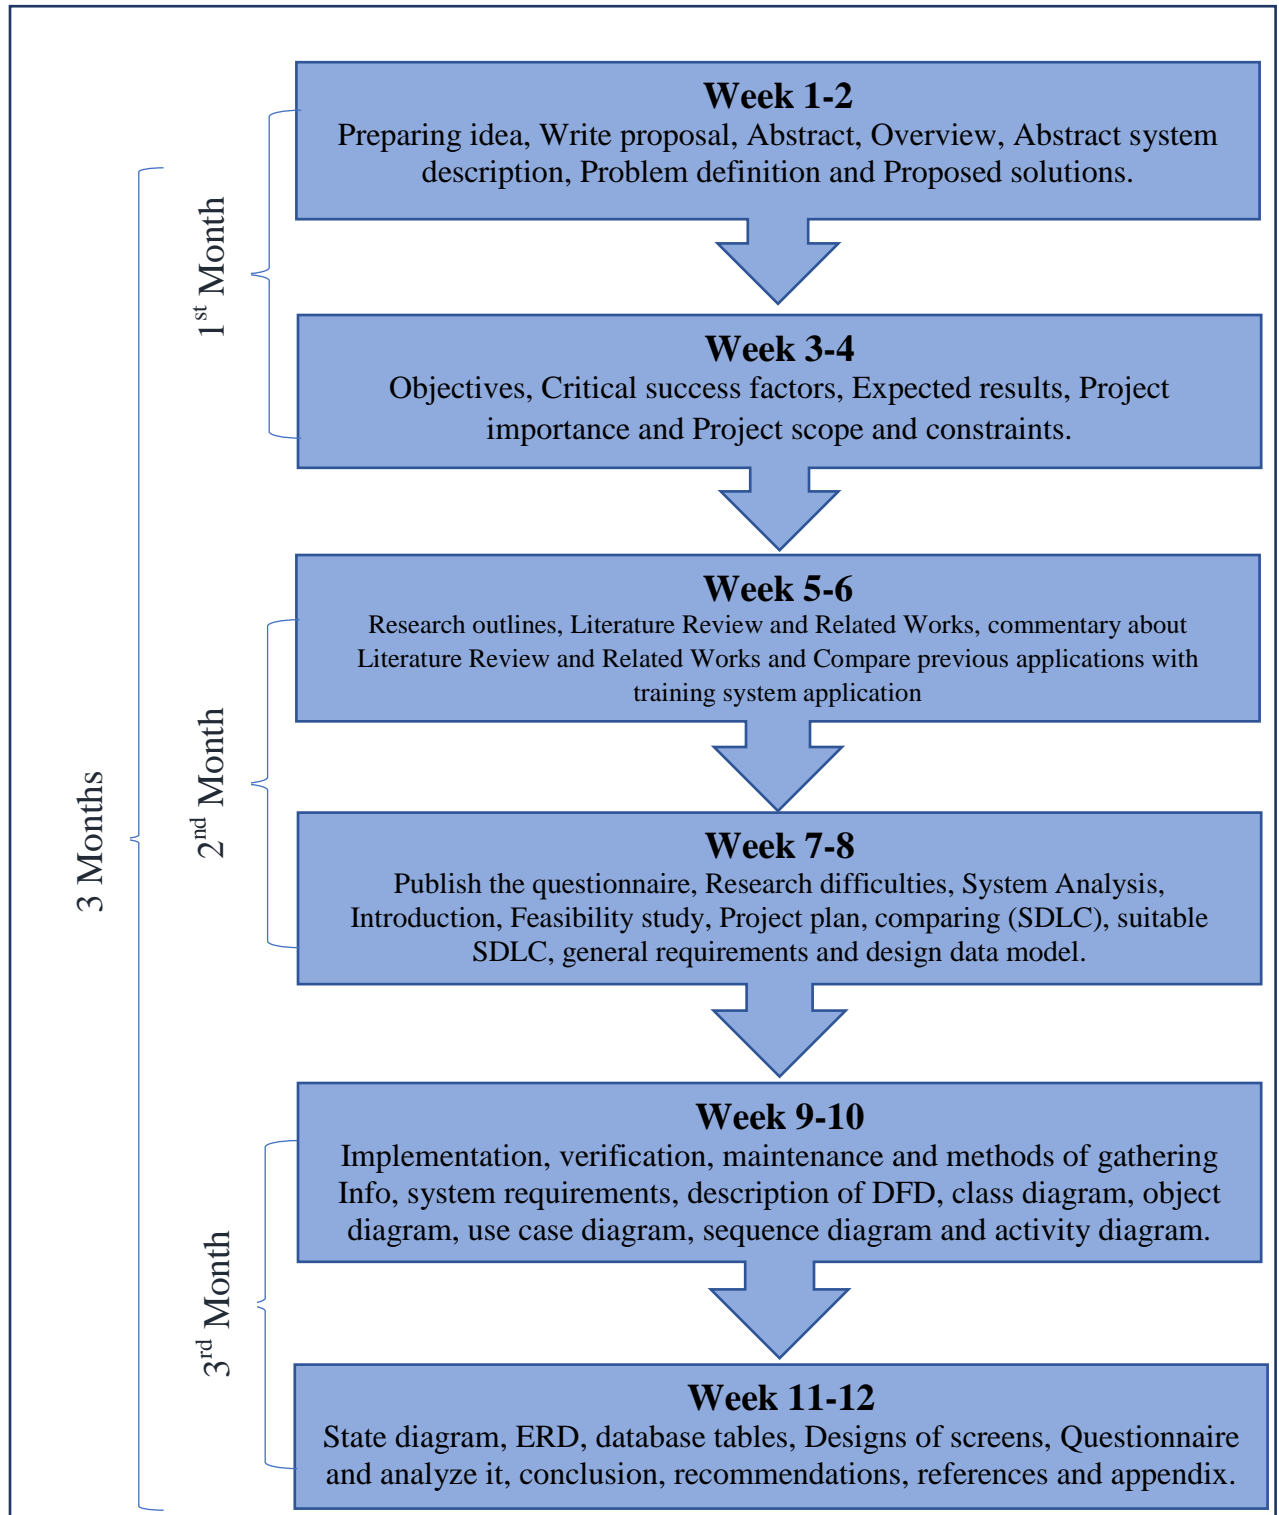 Week 1-2
Preparing idea, Write proposal, Abstract, Overview, Abstract system
description, Problem definition and Proposed solutions.
1st Month
Week 3-4
Objectives, Critical success factors, Expected results, Project
importance and Project scope and constraints.
Week 5-6
Research outlines, Literature Review and Related Works, commentary about
Literature Review and Related Works and Compare previous applications with
training system application
2nd Month
3 Months
Week 7-8
Publish the questionnaire, Research difficulties, System Analysis,
Introduction, Feasibility study, Project plan, comparing (SDLC), suitable
SDLC, general requirements and design data model.
Week 9-10
Implementation, verification, maintenance and methods of gathering
Info, system requirements, description of DFD, class diagram, object
diagram, use case diagram, sequence diagram and activity diagram.
3rd Month
Week 11-12
State diagram, ERD, database tables, Designs of screens, Questionnaire
and analyze it, conclusion, recommendations, references and appendix.